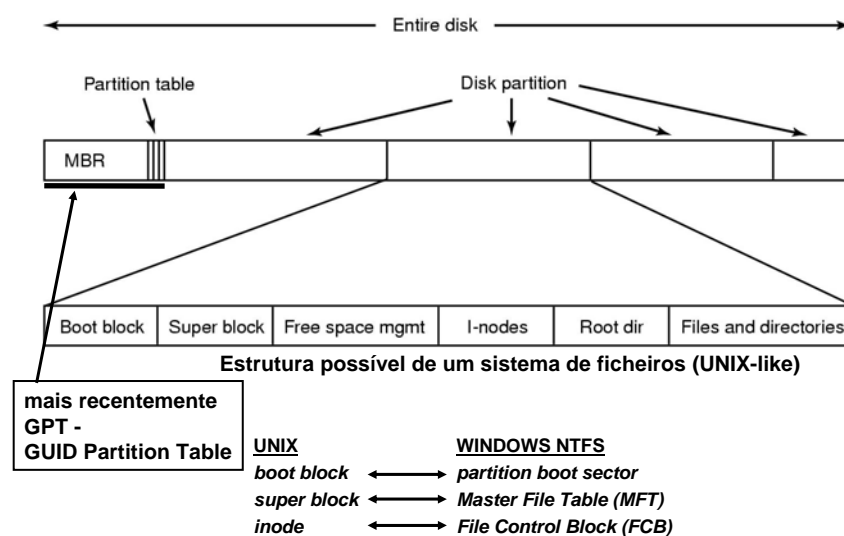 Entire disk
Partition table
Disk partition
MBR
Boot block
Super block
Free space mgmt
I-nodes
Root dir
Files and directories
Estrutura possível de um sistema de ficheiros (UNIX-like)
mais recentemente
GPT -
GUID Partition Table
UNIX WINDOWS NTFS
boot block partition boot sector
super block Master File Table (MFT)
inode File Control Block (FCB)